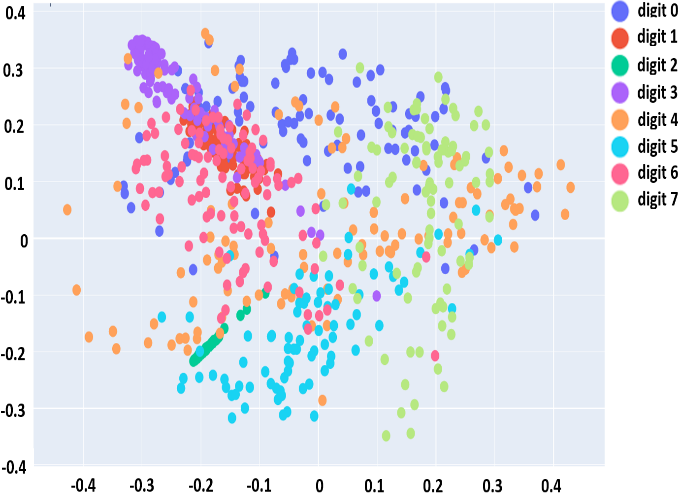 0.4
0.3
0.2
0.1
0
-0.1
-0.2
-0.3
-0.4
-0.4 -0.3 -0.2 -0.1 0 0.1 0.2 0.3 0.4
digit 0
digit 1
digit 2
digit 3
digit 4
digit 5
digit 6
digit 7